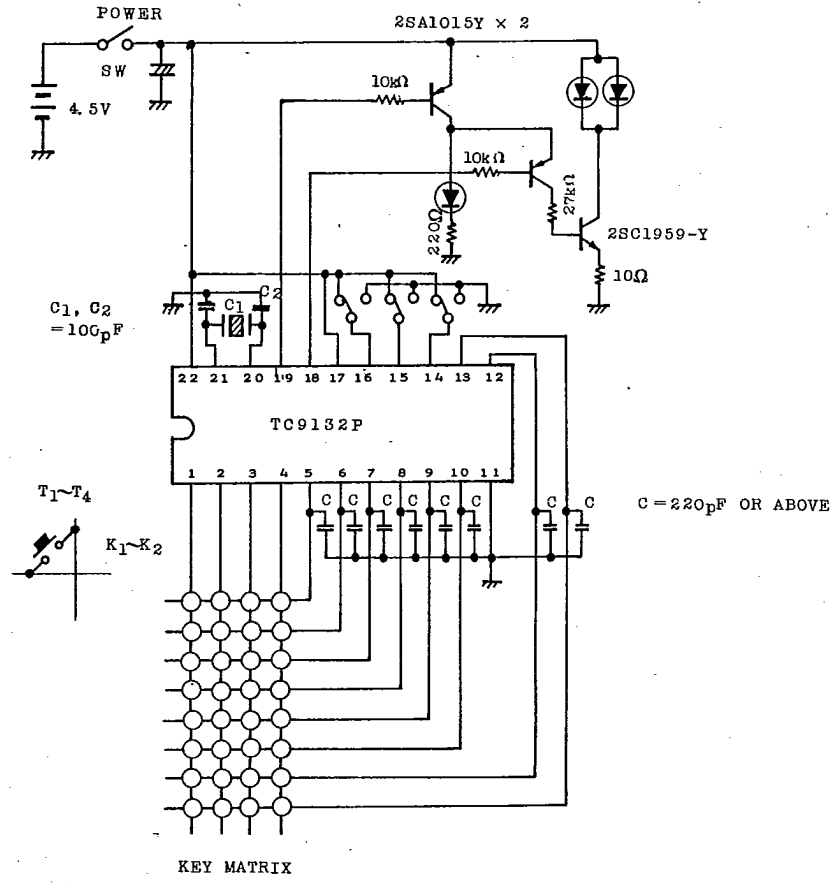 POWER
2SA1015Y × 2
SW
4.5V
10kΩ
10kΩ
27kΩ
220Ω
2SC1959-Y
10Ω
C1, C2
=100pF
C1
C2
22 21 20 19 18 17 16 15 14 13 12
TC9132P
1 2 3 4 5 6 7 8 9 10 11
T1~T4
K1~K2
C C C C C C C C
C=220pF OR ABOVE
KEY MATRIX